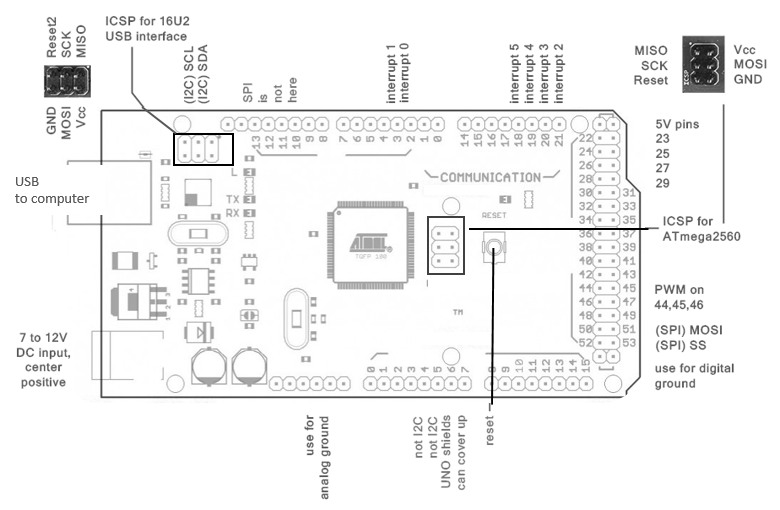 Reset2
SCK
MISO
ICSP for 16U2
USB interface
GND
MOSI
Vcc
(I2C) SCL
(I2C) SDA
SPI
is
not
here
interrupt 1
interrupt 0
interrupt 5
interrupt 4
interrupt 3
interrupt 2
MISO
SCK
Reset
ICSP
Vcc
MOSI
GND
13 12 11 10 9 8
7 6 5 4 3 2 1 0
14 15 16 17 18 19 20 21
5V pins
23
25
27
29
22
24
26
28
30 31
32 33
34 35
36 37
38 39
40 41
42 43
44 45
46 47
48 49
50 51
52 53
USB
to computer
L
TX
RX
COMMUNICATION
RESET
ATMEL
TQFP 100
TM
1
2
3
ICSP for
ATmega2560
PWM on
44,45,46
(SPI) MOSI
(SPI) SS
use for digital
ground
7 to 12V
DC input,
center
positive
0 1 2 3 4 5 6 7
8 9 10 11 12 13 14 15
use for
analog ground
not I2C
not I2C
UNO shields
can cover up
reset